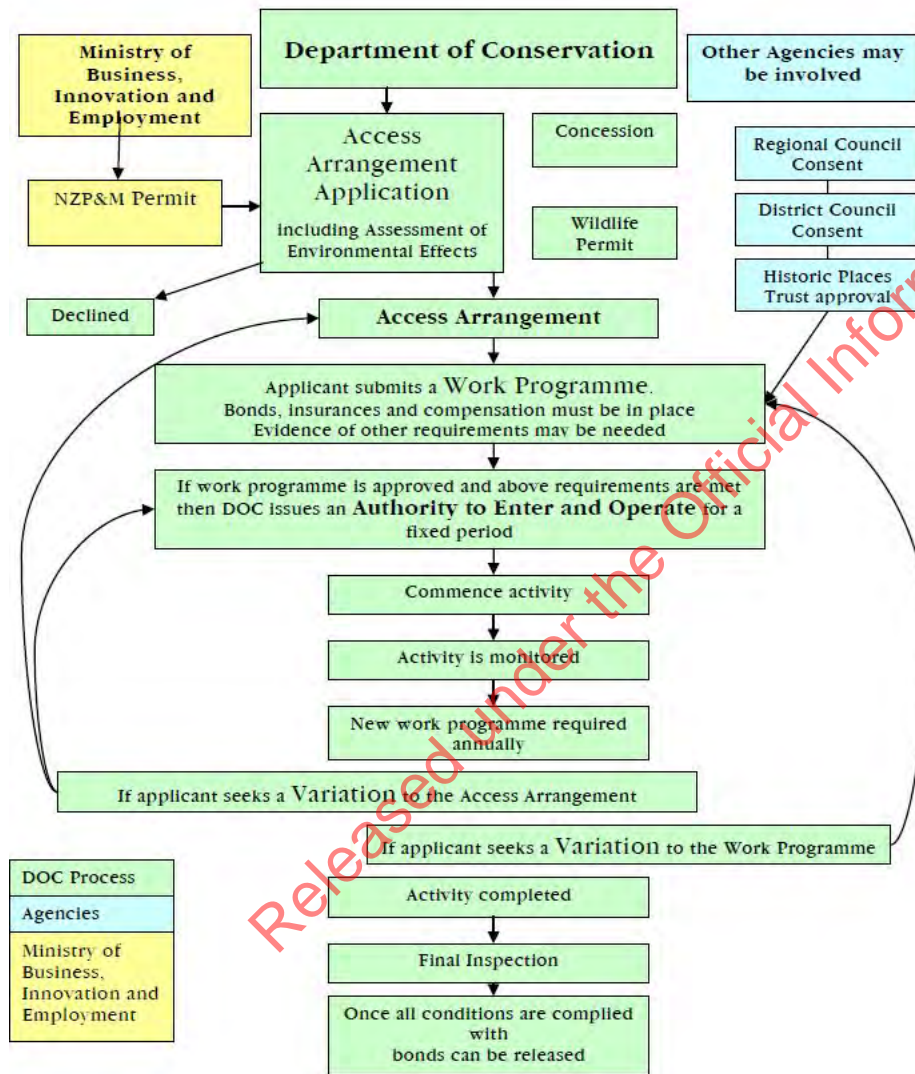 Department of Conservation
Ministry of
Business,
Innovation and
Employment
Other Agencies may
be involved
Access
Arrangement
Application
including Assessment of
Environmental Effects
Concession
Regional Council
Consent
NZP&M Permit
Wildlife
Permit
District Council
Consent
Historic Places
Trust approval
Declined
Access Arrangement
Applicant submits a Work Programme.
Bonds, insurances and compensation must be in place
Evidence of other requirements may be needed
If work programme is approved and above requirements are met
then DOC issues an Authority to Enter and Operate for a
fixed period
Commence activity
Activity is monitored
New work programme required
annually
If applicant seeks a Variation to the Access Arrangement
If applicant seeks a Variation to the Work Programme
DOC Process
Agencies
Ministry of
Business,
Innovation and
Employment
Activity completed
Final Inspection
Once all conditions are complied
with
bonds can be released
Released under the Official Inform